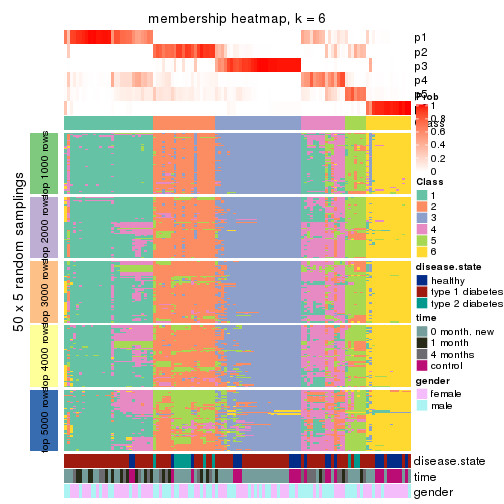 membership heatmap, k = 6
p1
p2
p3
p4
p5
Prob
1
0.8
0.6
0.4
0.2
0
Class
1
2
3
4
5
6
disease.state
healthy
type 1 diabetes
type 2 diabetes
time
0 month. new
1 month
4 months
control
gender
female
male
50 x 5 random samplings
top 1000 rows
top 2000 rows
top 3000 rows
top 4000 rows
top 5000 rows
disease.state
time
gender